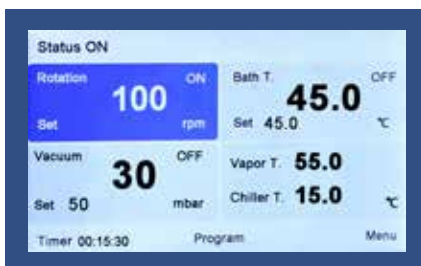 Status ON
Rotation ON
100
Set rpm
Bath T. OFF
45.0
Set 45.0 ℃
Vacuum OFF
30
Set 50 mbar
Vapor T. 55.0
Chiller T. 15.0 ℃
Timer 00:15:30 Program Menu